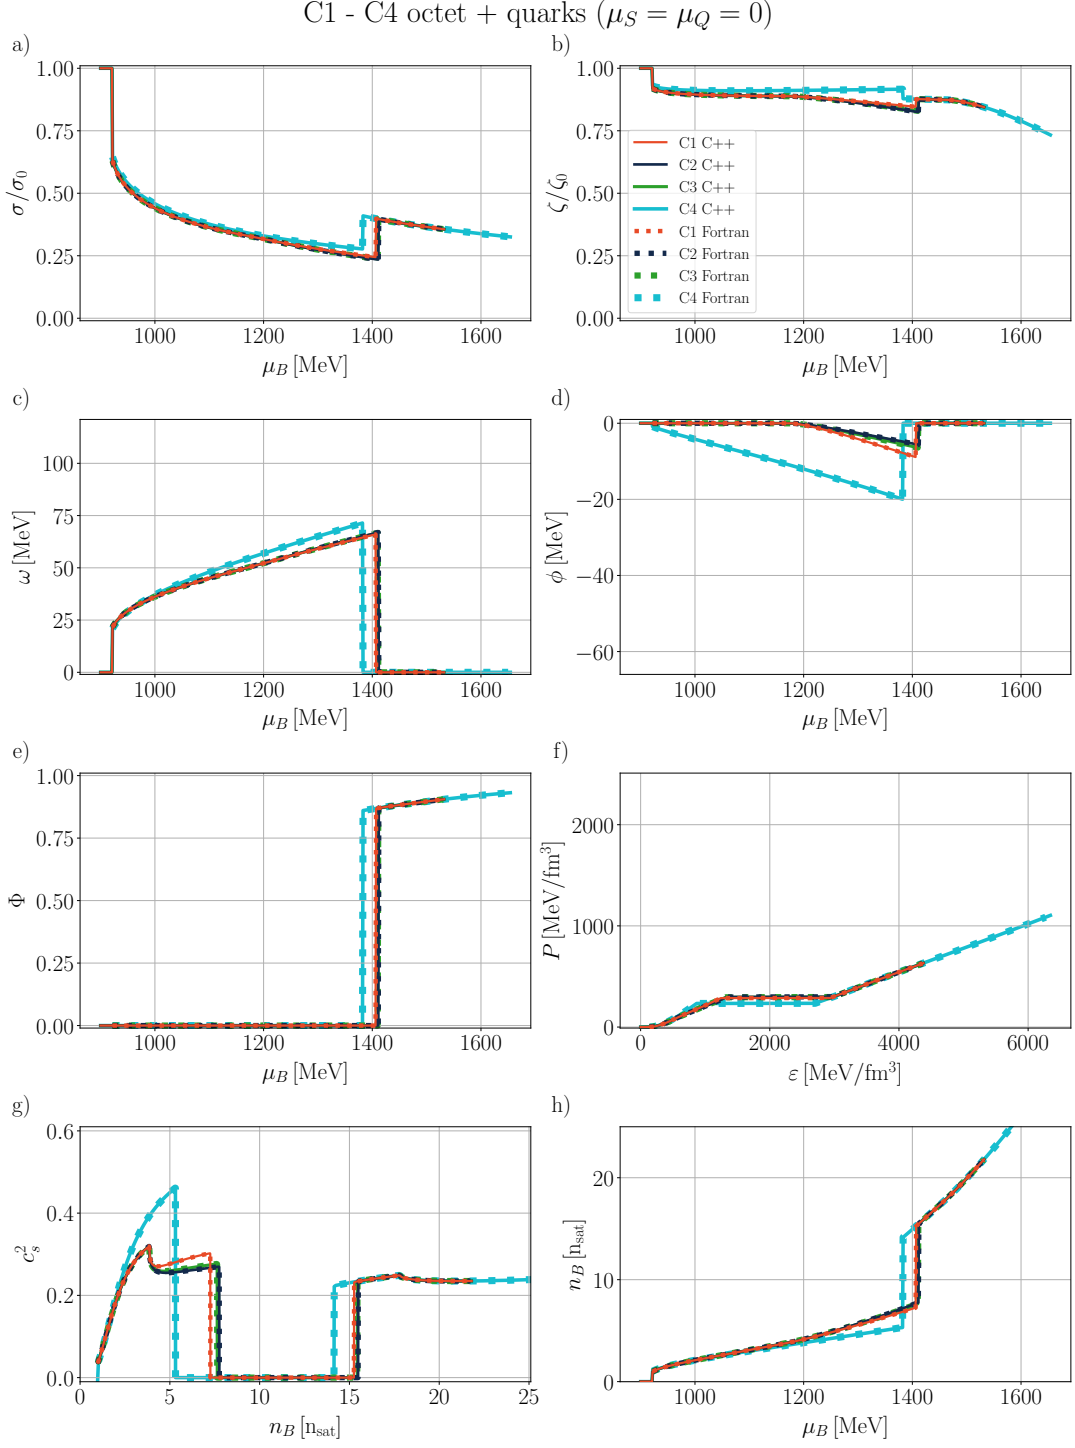 C1 - C4 octet + quarks (μ_S = μ_Q = 0)
a)
1.00
0.75
0.50
0.25
0.00
σ/σ₀
1000 1200 1400 1600
μ_B [MeV]
b)
1.00
0.75
0.50
0.25
0.00
ζ/ζ₀
C1 C++
C2 C++
C3 C++
C4 C++
C1 Fortran
C2 Fortran
C3 Fortran
C4 Fortran
1000 1200 1400 1600
μ_B [MeV]
c)
100
75
50
25
0
ω [MeV]
1000 1200 1400 1600
μ_B [MeV]
d)
0
−20
−40
−60
ϕ [MeV]
1000 1200 1400 1600
μ_B [MeV]
e)
1.00
0.75
0.50
0.25
0.00
Φ
1000 1200 1400 1600
μ_B [MeV]
f)
2000
1000
0
P [MeV/fm³]
0 2000 4000 6000
ε [MeV/fm³]
g)
0.6
0.4
0.2
0.0
c_s²
0 5 10 15 20 25
n_B [n_sat]
h)
20
10
0
n_B [n_sat]
1000 1200 1400 1600
μ_B [MeV]